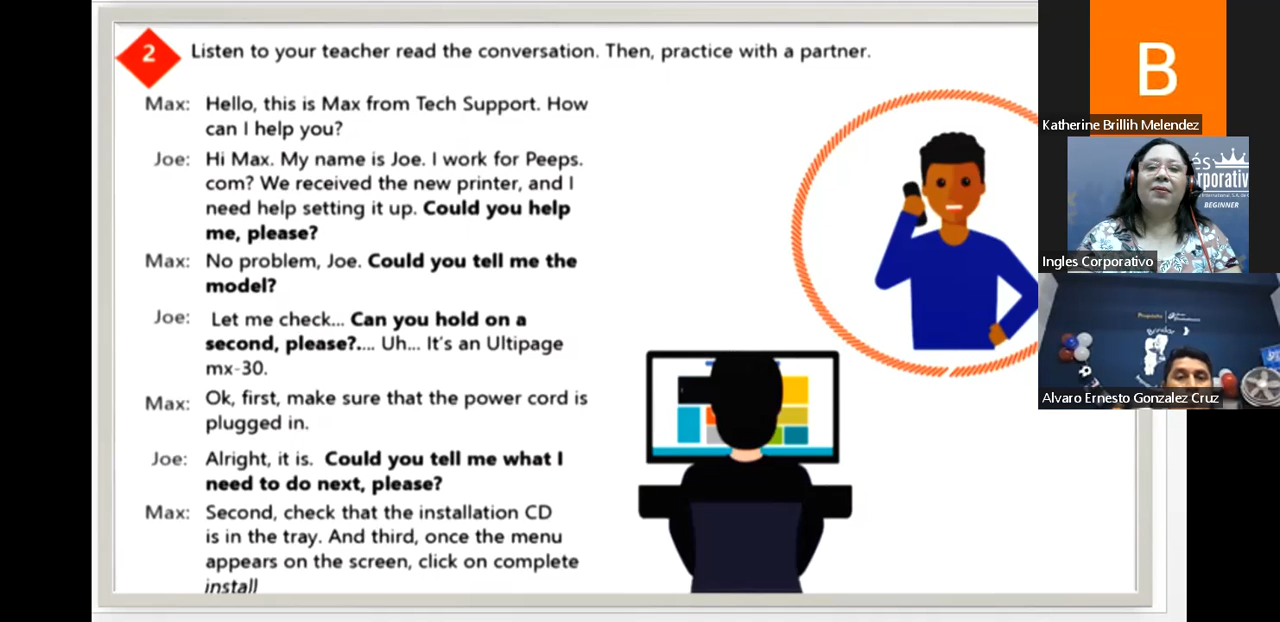 2
Listen to your teacher read the conversation. Then, practice with a partner.
Max: Hello, this is Max from Tech Support. How
can I help you?
Joe: Hi Max. My name is Joe. I work for Peeps.
com? We received the new printer, and I
need help setting it up. Could you help
me, please?
Max: No problem, Joe. Could you tell me the
model?
Joe: Let me check... Can you hold on a
second, please?.... Uh... It's an Ultipage
mx-30.
Max: Ok, first, make sure that the power cord is
plugged in.
Joe: Alright, it is. Could you tell me what I
need to do next, please?
Max: Second, check that the installation CD
is in the tray. And third, once the menu
appears on the screen, click on complete
install
B
Katherine Brillih Melendez
és
rporativ
BEGINNER
Ingles Corporativo
Alvaro Ernesto Gonzalez Cruz